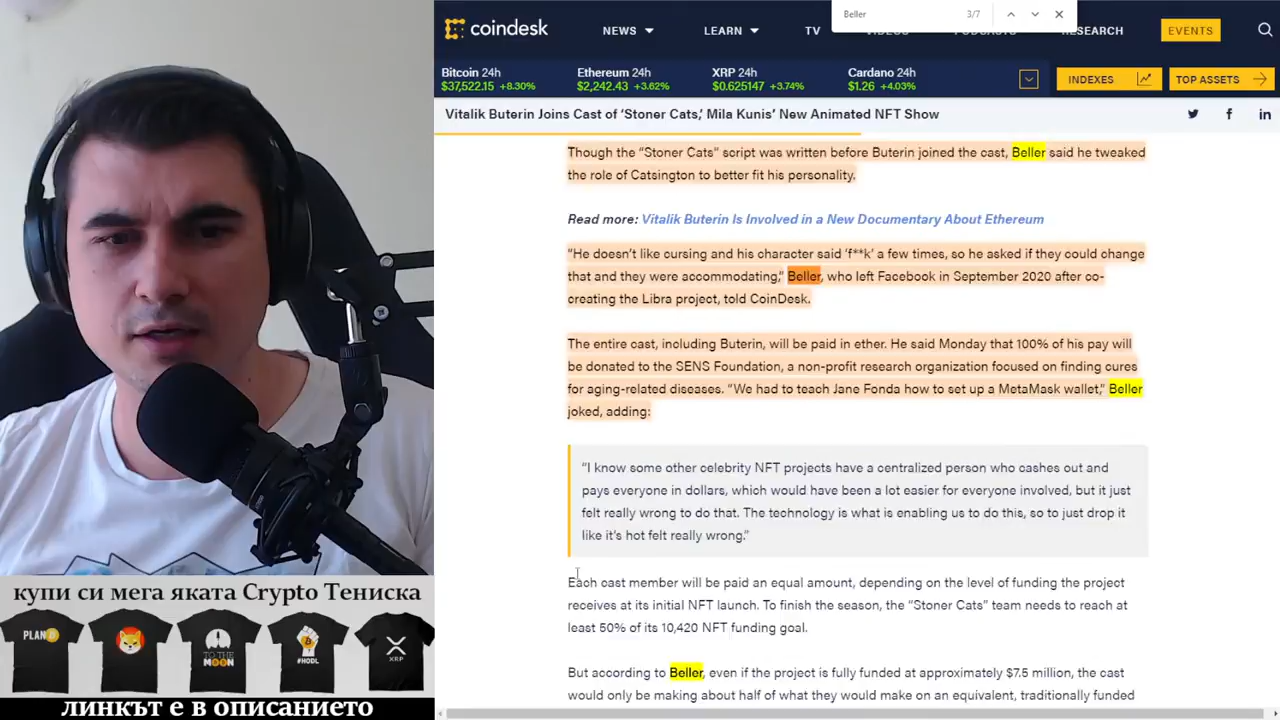 Beller
3/7
coindesk
NEWS
LEARN
TV
RESEARCH
EVENTS
Bitcoin 24h
$37,522.15 +8.30%
Ethereum 24h
$2,242.43 +3.62%
XRP 24h
$0.625147 +3.74%
Cardano 24h
$1.26 +4.03%
INDEXES
TOP ASSETS
Vitalik Buterin Joins Cast of ‘Stoner Cats,’ Mila Kunis’ New Animated NFT Show
Though the “Stoner Cats” script was written before Buterin joined the cast, Beller said he tweaked
the role of Catsington to better fit his personality.
Read more: Vitalik Buterin Is Involved in a New Documentary About Ethereum
“He doesn’t like cursing and his character said ‘f**k’ a few times, so he asked if they could change
that and they were accommodating,” Beller, who left Facebook in September 2020 after co-
creating the Libra project, told CoinDesk.
The entire cast, including Buterin, will be paid in ether. He said Monday that 100% of his pay will
be donated to the SENS Foundation, a non-profit research organization focused on finding cures
for aging-related diseases. “We had to teach Jane Fonda how to set up a MetaMask wallet,” Beller
joked, adding:
“I know some other celebrity NFT projects have a centralized person who cashes out and
pays everyone in dollars, which would have been a lot easier for everyone involved, but it just
felt really wrong to do that. The technology is what is enabling us to do this, so to just drop it
like it’s hot felt really wrong.”
Each cast member will be paid an equal amount, depending on the level of funding the project
receives at its initial NFT launch. To finish the season, the “Stoner Cats” team needs to reach at
least 50% of its 10,420 NFT funding goal.
But according to Beller, even if the project is fully funded at approximately $7.5 million, the cast
would only be making about half of what they would make on an equivalent, traditionally funded
купи си мега яката Crypto Тениска
PLAN
TO THE
MOON
#HODL
XRP
линкът е в описанието